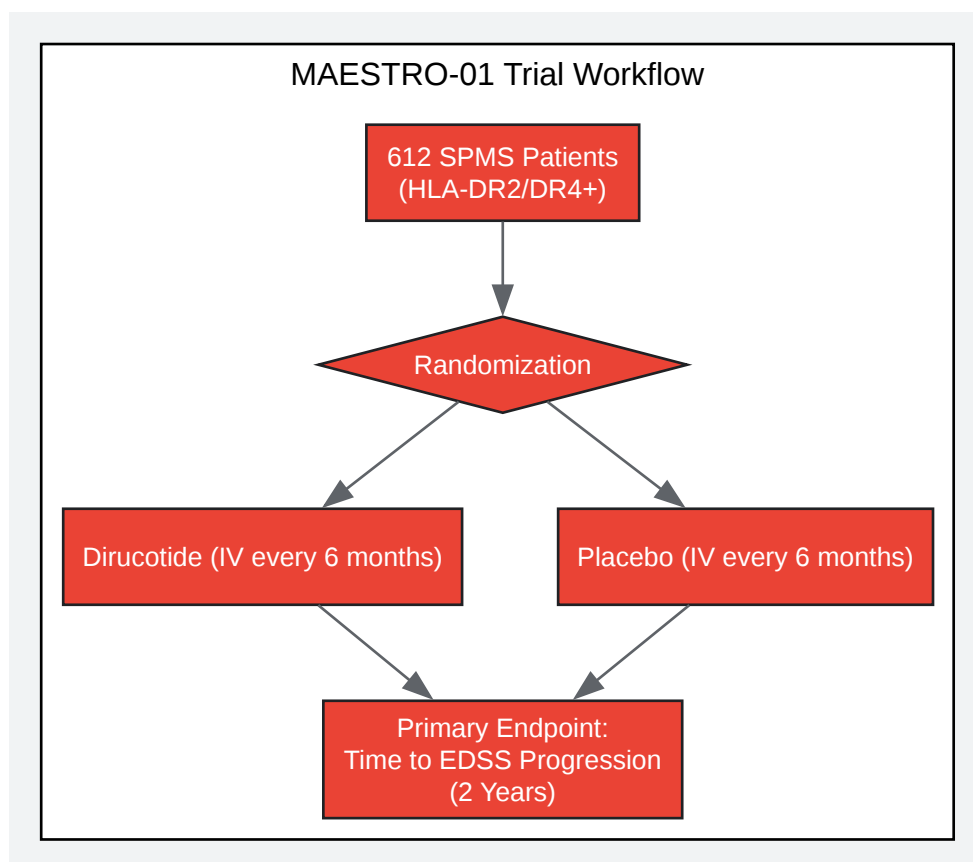 MAESTRO-01 Trial Workflow
612 SPMS Patients
(HLA-DR2/DR4+)
Randomization
Dirucotide (IV every 6 months)
Placebo (IV every 6 months)
Primary Endpoint:
Time to EDSS Progression
(2 Years)